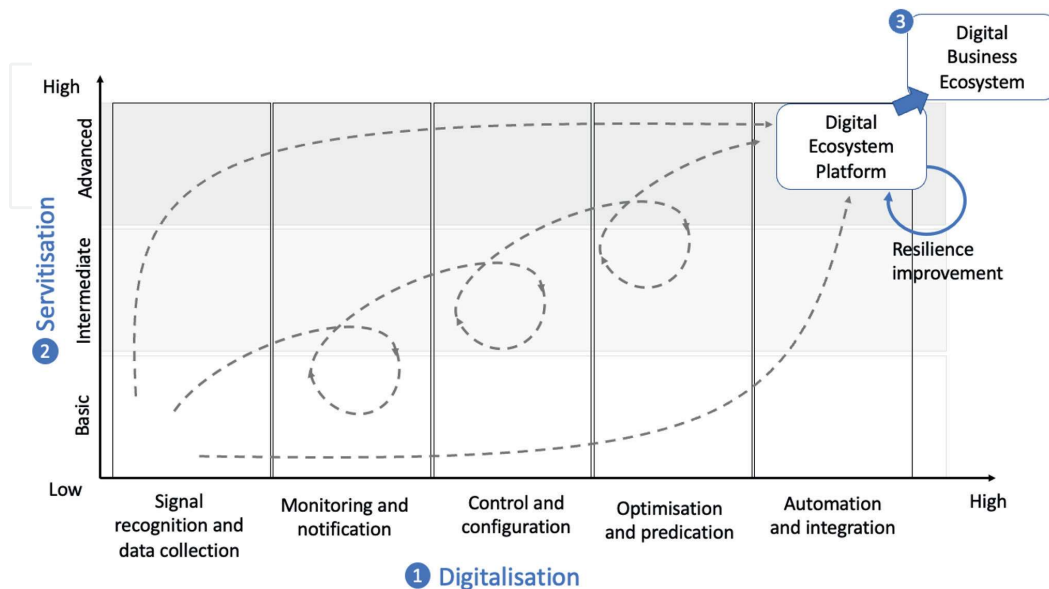 3
Digital
Business
Ecosystem
High
Digital
Ecosystem
Platform
Advanced
Resilience
improvement
Intermediate
2 Servitisation
Basic
Low
High
Signal
recognition and
data collection
Monitoring and
notification
Control and
configuration
Optimisation
and predication
Automation
and integration
1 Digitalisation